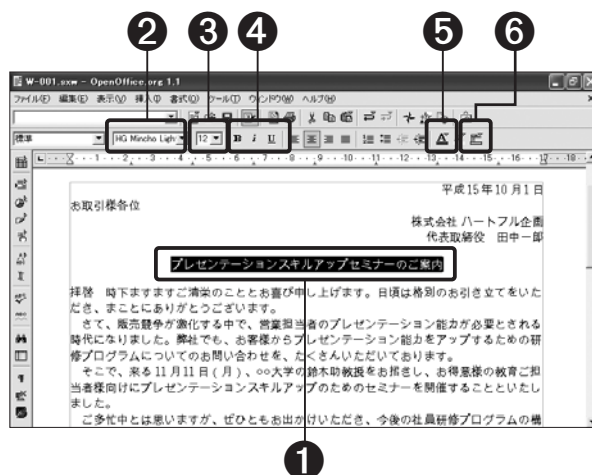 ❷ ❸ ❹ ❺ ❻
W-001.sxw - OpenOffice.org 1.1
ファイル(F) 編集(E) 表示(V) 挿入(I) 書式(O) ツール(T) ウィンドウ(W) ヘルプ(H)
標準 HG Mincho Ligh 12 B i U A
平成15年10月1日
お取引様各位
株式会社 ハートフル企画
代表取締役 田中一郎
プレゼンテーションスキルアップセミナーのご案内
拝啓 時下ますますご清栄のこととお喜び申し上げます。日頃は格別のお引き立てをいた
だき、まことにありがとうございます。
さて、販売競争が激化する中で、営業担当者のプレゼンテーション能力が必要とされる
時代になりました。弊社でも、お客様からプレゼンテーション能力をアップするための研
修プログラムについてのお問い合わせを、たくさんいただいております。
そこで、来る11月11日(月)、○○大学の鈴木助教授をお招きし、お得意様の教育ご担
当者様向けにプレゼンテーションスキルアップのためのセミナーを開催することといたし
ました。
ご多忙中とは思いますが、ぜひともお出かけいただき、今後の社員研修プログラムの構
❶